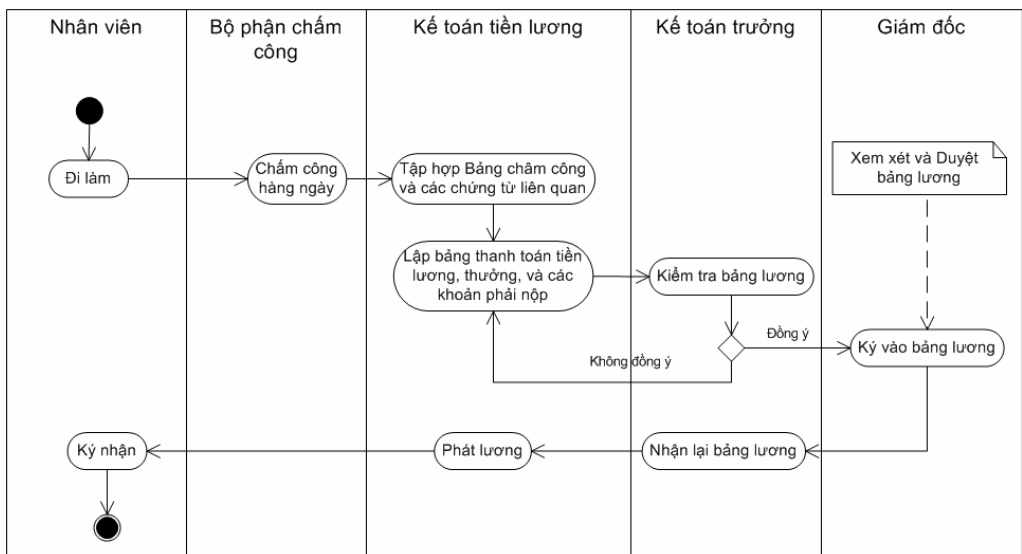 Nhân viên
Bộ phận chấm
công
Kế toán tiền lương
Kế toán trưởng
Giám đốc
Đi làm
Chấm công
hàng ngày
Tập hợp Bảng châm công
và các chứng từ liên quan
Xem xét và Duyệt
bảng lương
Lập bảng thanh toán tiền
lương, thưởng, và các
khoản phải nộp
Kiểm tra bảng lương
Đồng ý
Ký vào bảng lương
Không đồng ý
Ký nhận
Phát lương
Nhận lại bảng lương